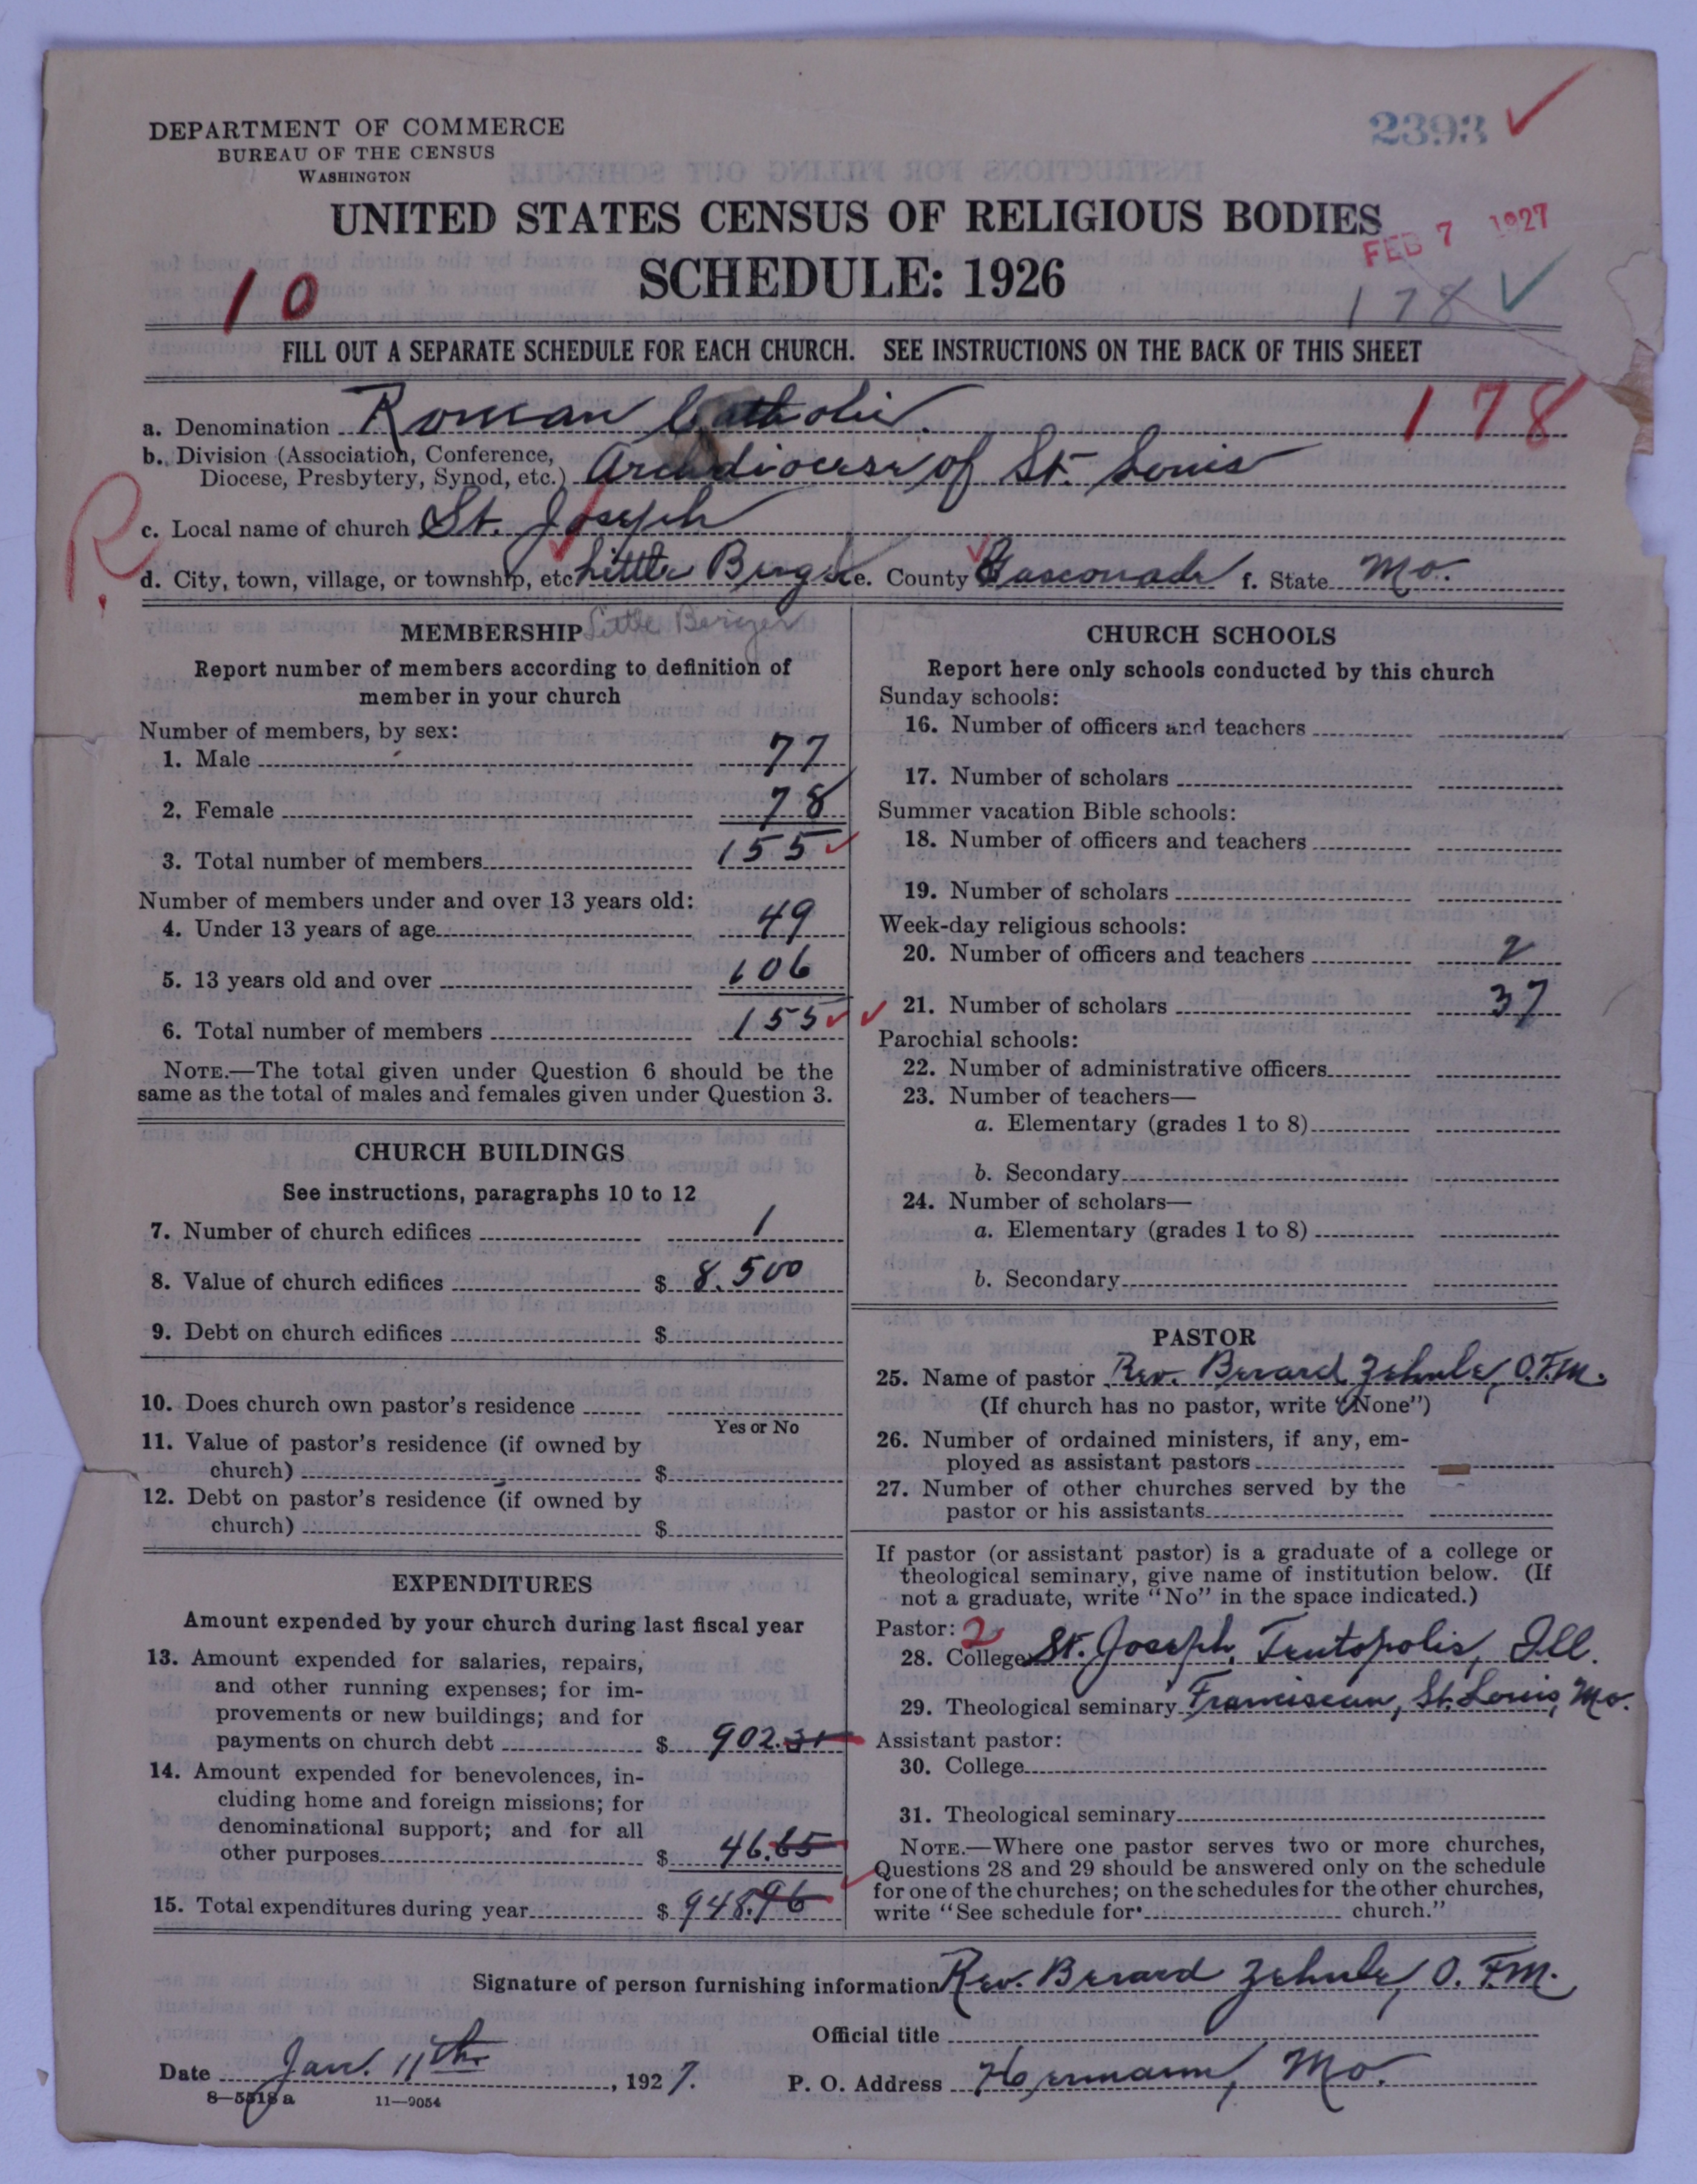 DEPARTMENT OF COMMERCE
BUREAU OF THE CENSUS
WASHINGTON
2393
UNITED STATES CENSUS OF RELIGIOUS BODIES
FEB 7 1927
SCHEDULE: 1926
10
178
FILL OUT A SEPARATE SCHEDULE FOR EACH CHURCH. SEE INSTRUCTIONS ON THE BACK OF THIS SHEET
178
a. Denomination Roman Catholic.
b. Division (Association, Conference,
Diocese, Presbytery, Synod, etc.) Archdiocese of St. Louis
R
c. Local name of church St. Joseph
d. City, town, village, or township, etc. Little Berger e. County Gasconade f. State Mo.
Little Berger
MEMBERSHIP
Report number of members according to definition of
member in your church
Number of members, by sex:
1. Male 77
2. Female 78
3. Total number of members 155
Number of members under and over 13 years old:
4. Under 13 years of age 49
5. 13 years old and over 106
6. Total number of members 155
NOTE.—The total given under Question 6 should be the
same as the total of males and females given under Question 3.
CHURCH BUILDINGS
See instructions, paragraphs 10 to 12
7. Number of church edifices 1
8. Value of church edifices $ 8.500
9. Debt on church edifices $
10. Does church own pastor's residence
Yes or No
11. Value of pastor's residence (if owned by
church) $
12. Debt on pastor's residence (if owned by
church) $
EXPENDITURES
Amount expended by your church during last fiscal year
13. Amount expended for salaries, repairs,
and other running expenses; for im-
provements or new buildings; and for
payments on church debt $ 902.31
14. Amount expended for benevolences, in-
cluding home and foreign missions; for
denominational support; and for all
other purposes $ 46.65
15. Total expenditures during year $ 948.96
CHURCH SCHOOLS
Report here only schools conducted by this church
Sunday schools:
16. Number of officers and teachers
17. Number of scholars
Summer vacation Bible schools:
18. Number of officers and teachers
19. Number of scholars
Week-day religious schools:
20. Number of officers and teachers 2
21. Number of scholars 37
Parochial schools:
22. Number of administrative officers
23. Number of teachers—
a. Elementary (grades 1 to 8)
b. Secondary
24. Number of scholars—
a. Elementary (grades 1 to 8)
b. Secondary
PASTOR
25. Name of pastor Rev. Berard Zehnle, O.F.M.
(If church has no pastor, write "None")
26. Number of ordained ministers, if any, em-
ployed as assistant pastors
27. Number of other churches served by the
pastor or his assistants
If pastor (or assistant pastor) is a graduate of a college or
theological seminary, give name of institution below. (If
not a graduate, write "No" in the space indicated.)
Pastor: 2
28. College St. Joseph, Teutopolis, Ill.
29. Theological seminary Franciscan, St. Louis, Mo.
Assistant pastor:
30. College
31. Theological seminary
NOTE.—Where one pastor serves two or more churches,
Questions 28 and 29 should be answered only on the schedule
for one of the churches; on the schedules for the other churches,
write "See schedule for church."
Signature of person furnishing information Rev. Berard Zehnle, O.F.M.
Official title
Date Jan. 11th, 1927.
P. O. Address Hermann, Mo.
8—5518 a 11—9054